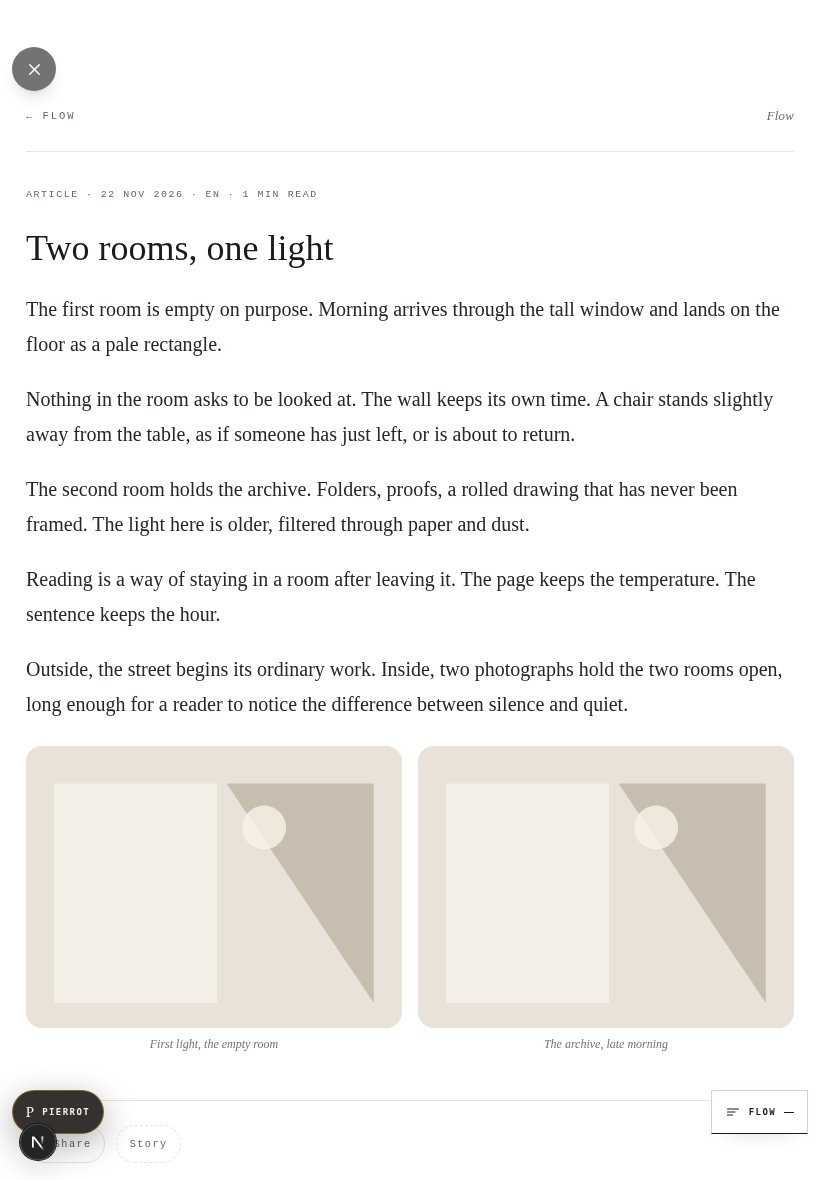 ← FLOW
Flow
ARTICLE · 22 NOV 2026 · EN · 1 MIN READ
Two rooms, one light
The first room is empty on purpose. Morning arrives through the tall window and lands on the
floor as a pale rectangle.
Nothing in the room asks to be looked at. The wall keeps its own time. A chair stands slightly
away from the table, as if someone has just left, or is about to return.
The second room holds the archive. Folders, proofs, a rolled drawing that has never been
framed. The light here is older, filtered through paper and dust.
Reading is a way of staying in a room after leaving it. The page keeps the temperature. The
sentence keeps the hour.
Outside, the street begins its ordinary work. Inside, two photographs hold the two rooms open,
long enough for a reader to notice the difference between silence and quiet.
First light, the empty room
The archive, late morning
P PIERROT
FLOW —
N
Share
Story